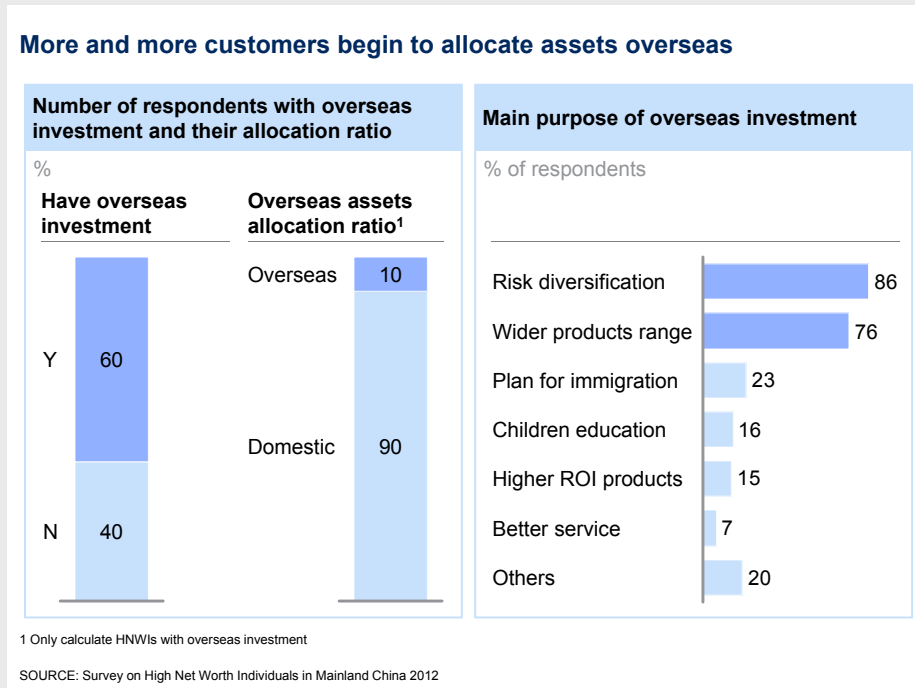 More and more customers begin to allocate assets overseas
Number of respondents with overseas
investment and their allocation ratio
%
Have overseas
investment
Y
60
N
40
Overseas assets
allocation ratio¹
Overseas
10
Domestic
90
Main purpose of overseas investment
% of respondents
Risk diversification 86
Wider products range 76
Plan for immigration 23
Children education 16
Higher ROI products 15
Better service 7
Others 20
1 Only calculate HNWIs with overseas investment
SOURCE: Survey on High Net Worth Individuals in Mainland China 2012